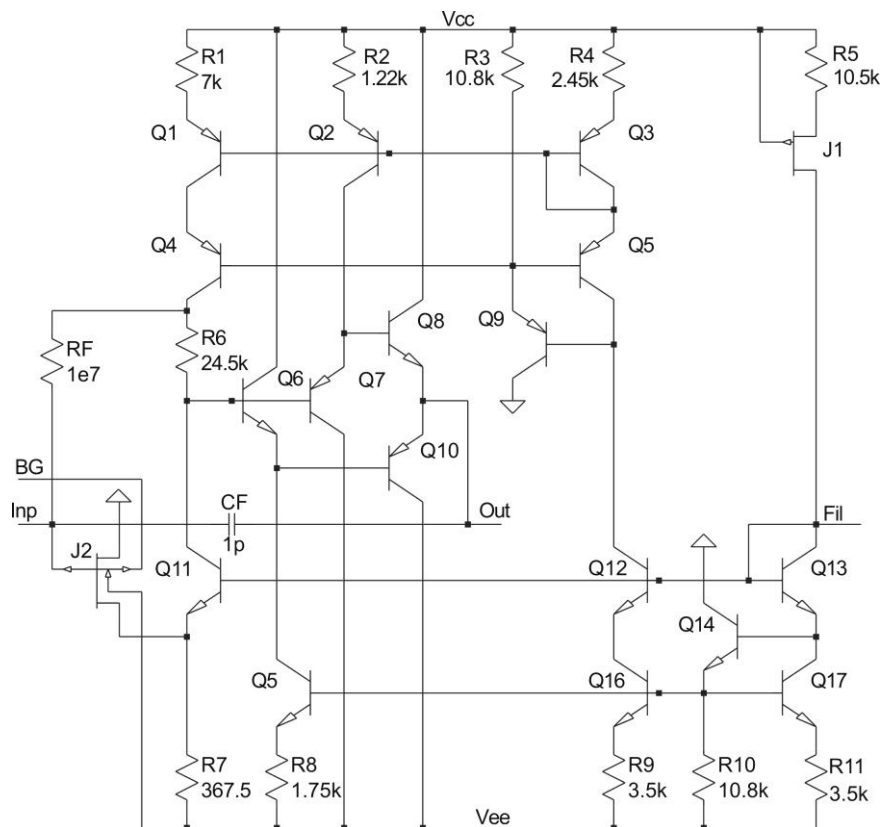 Vcc
R1
7k
R2
1.22k
R3
10.8k
R4
2.45k
R5
10.5k
Q1
Q2
Q3
J1
Q4
Q5
RF
1e7
R6
24.5k
Q8
Q9
Q6
Q7
Q10
BG
Inp
CF
1p
Out
Fil
J2
Q11
Q12
Q13
Q14
Q5
Q16
Q17
R7
367.5
R8
1.75k
R9
3.5k
R10
10.8k
R11
3.5k
Vee